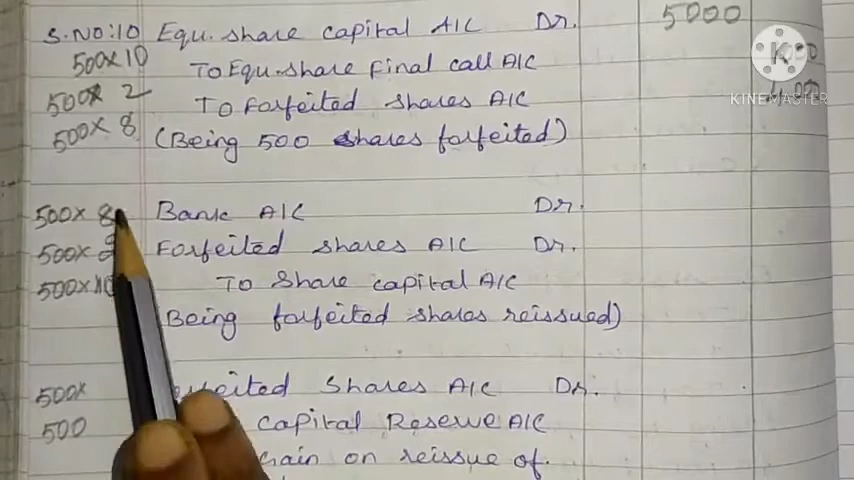 S.NO:10 Equ. share capital A/C Dr. 5000
500x10 To Equ. share Final call A/C
500x 2 To Forfeited shares A/C
500x 8 (Being 500 shares forfeited)
K
KINEMASTER
500x 8 Bank A/C Dr.
500x 2 Forfeited shares A/C Dr.
500x10 To Share capital A/C
Being forfeited shares reissued)
500x Shares A/C Dr.
500 capital Reserve A/C
on reissue of